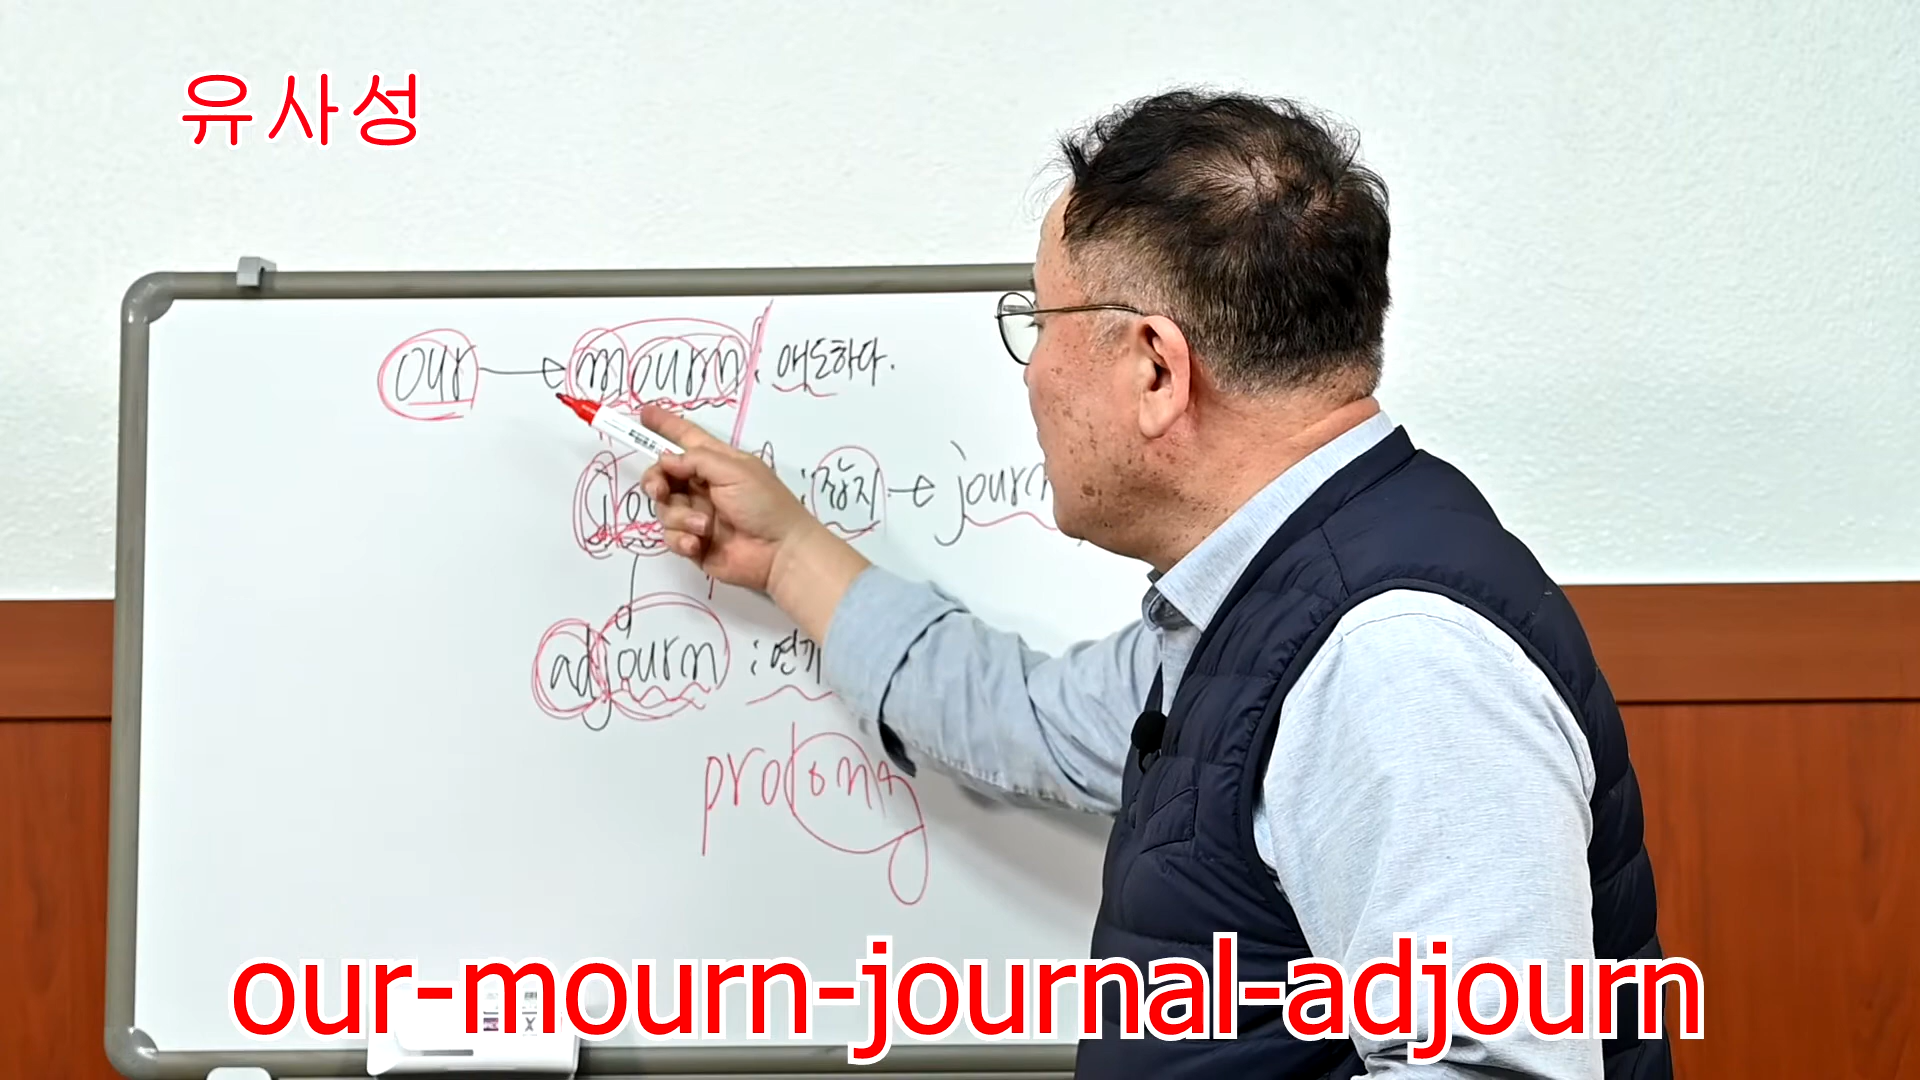 유사성
our → mourn : 애도하다.
: 잡지 → journ
adjourn : 연기
prolong
our-mourn-journal-adjourn